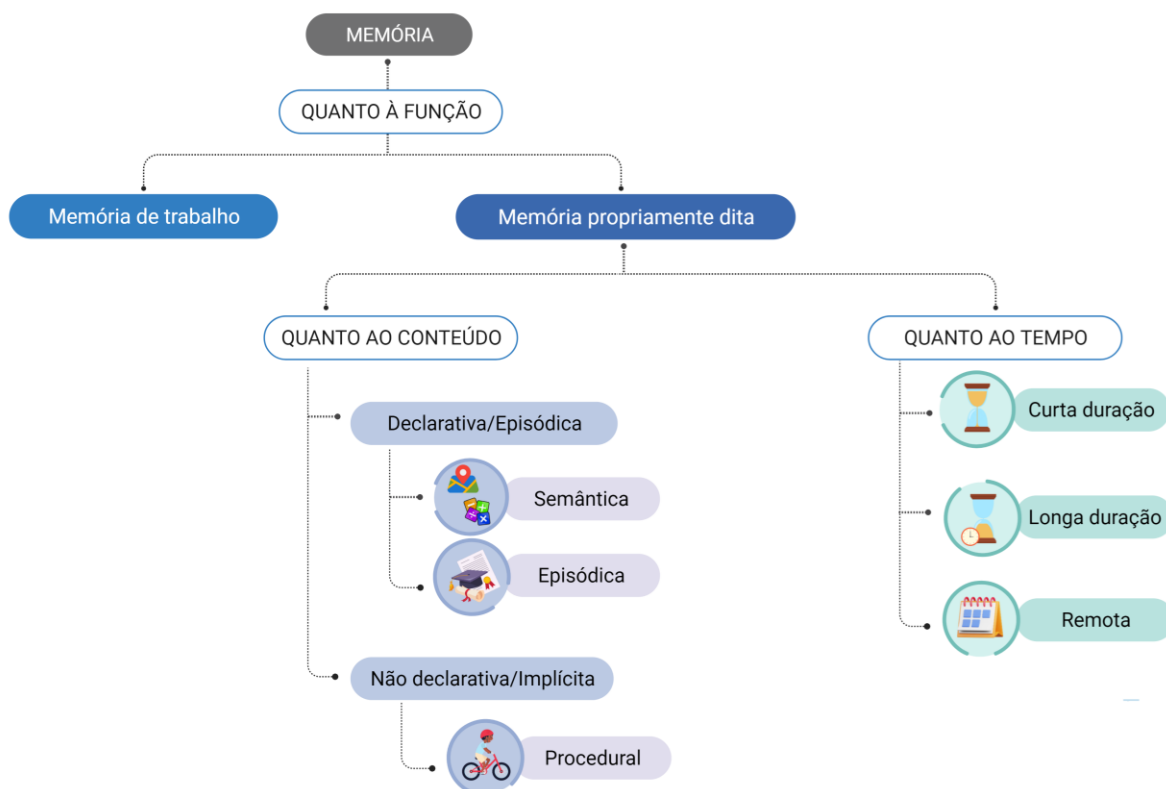 MEMÓRIA
QUANTO À FUNÇÃO
Memória de trabalho
Memória propriamente dita
QUANTO AO CONTEÚDO
QUANTO AO TEMPO
Declarativa/Episódica
Semântica
Episódica
Não declarativa/Implícita
Procedural
Curta duração
Longa duração
Remota